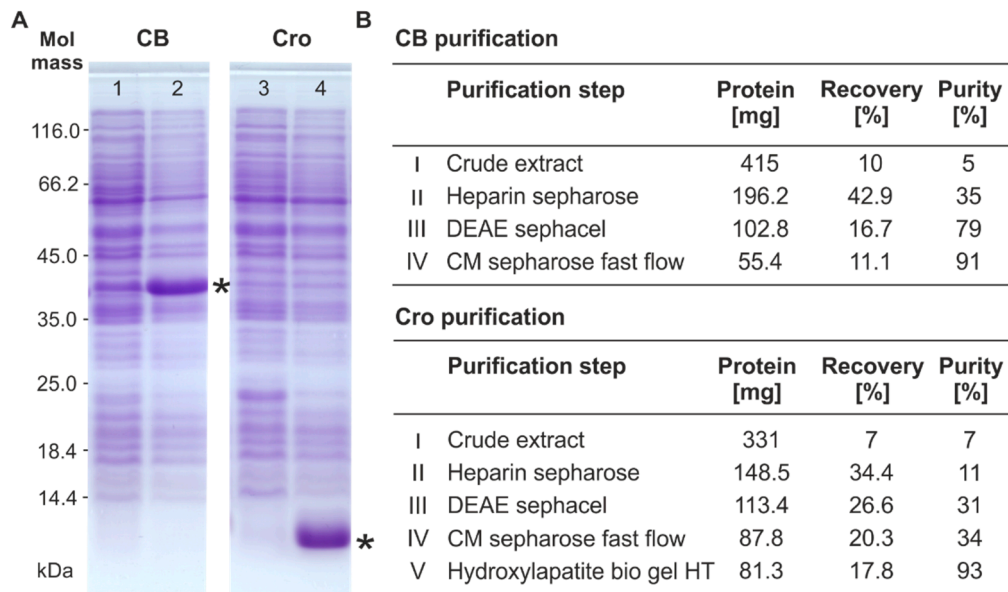 A
Mol mass
CB
Cro
1 2 3 4
116.0
66.2
45.0
35.0
25.0
18.4
14.4
kDa
*
*
B
CB purification
Purification step Protein [mg] Recovery [%] Purity [%]
I Crude extract 415 10 5
II Heparin sepharose 196.2 42.9 35
III DEAE sephacel 102.8 16.7 79
IV CM sepharose fast flow 55.4 11.1 91
Cro purification
Purification step Protein [mg] Recovery [%] Purity [%]
I Crude extract 331 7 7
II Heparin sepharose 148.5 34.4 11
III DEAE sephacel 113.4 26.6 31
IV CM sepharose fast flow 87.8 20.3 34
V Hydroxylapatite bio gel HT 81.3 17.8 93